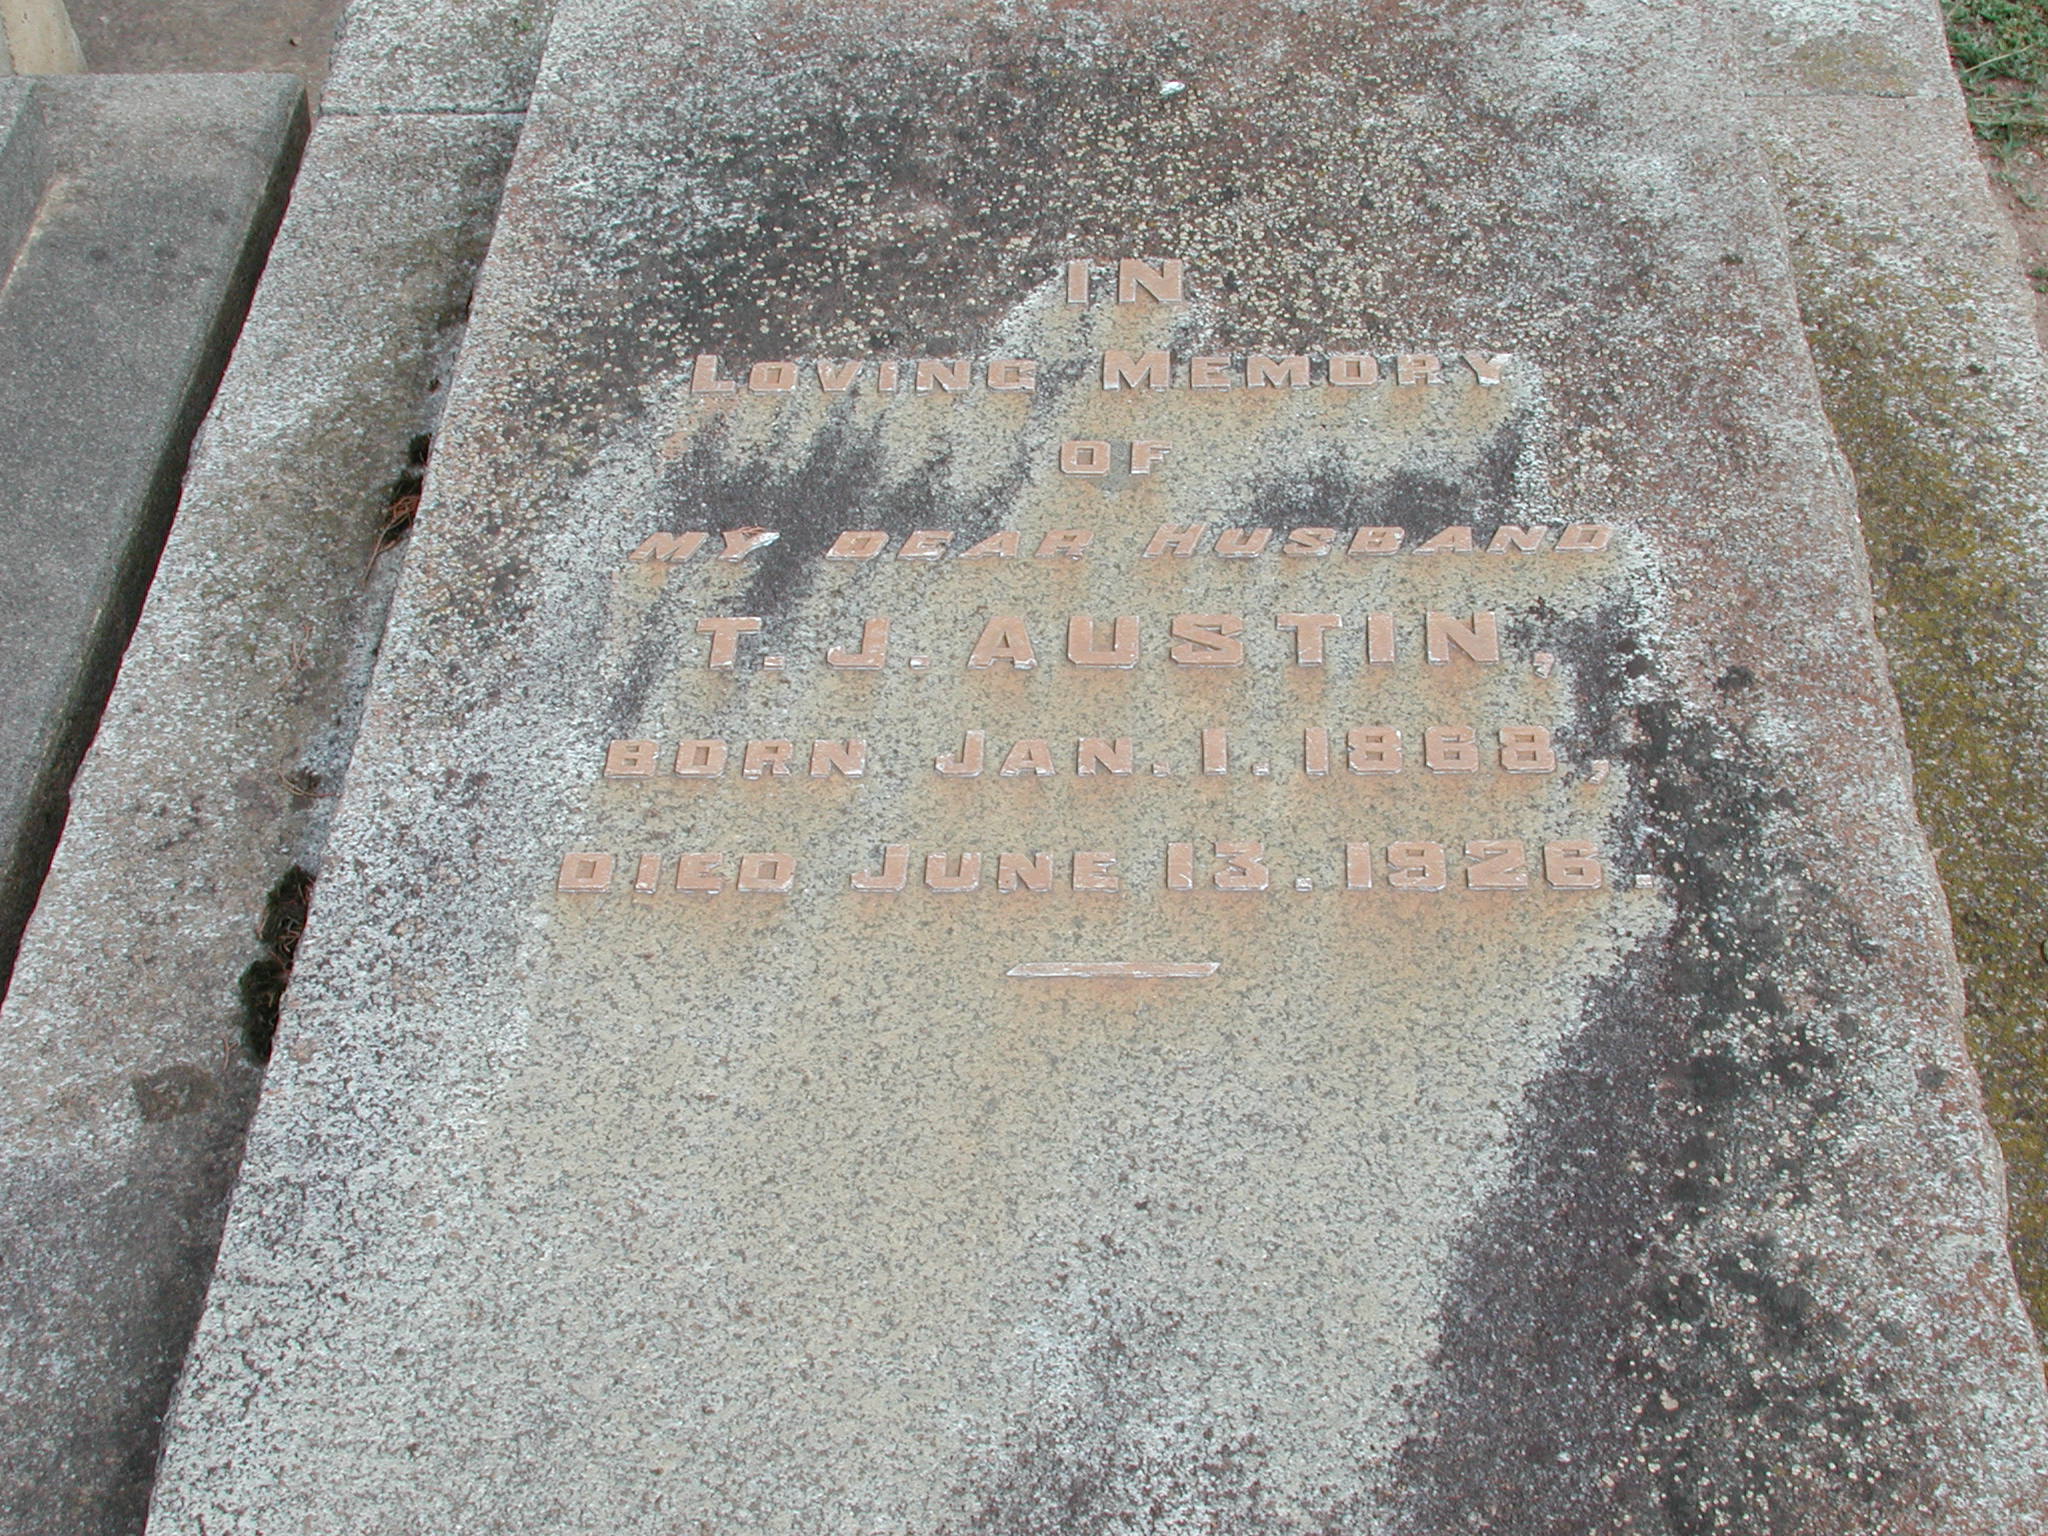 IN
LOVING MEMORY
OF
MY DEAR HUSBAND
T. J. AUSTIN,
BORN JAN. 1. 1868,
DIED JUNE 13. 1926.